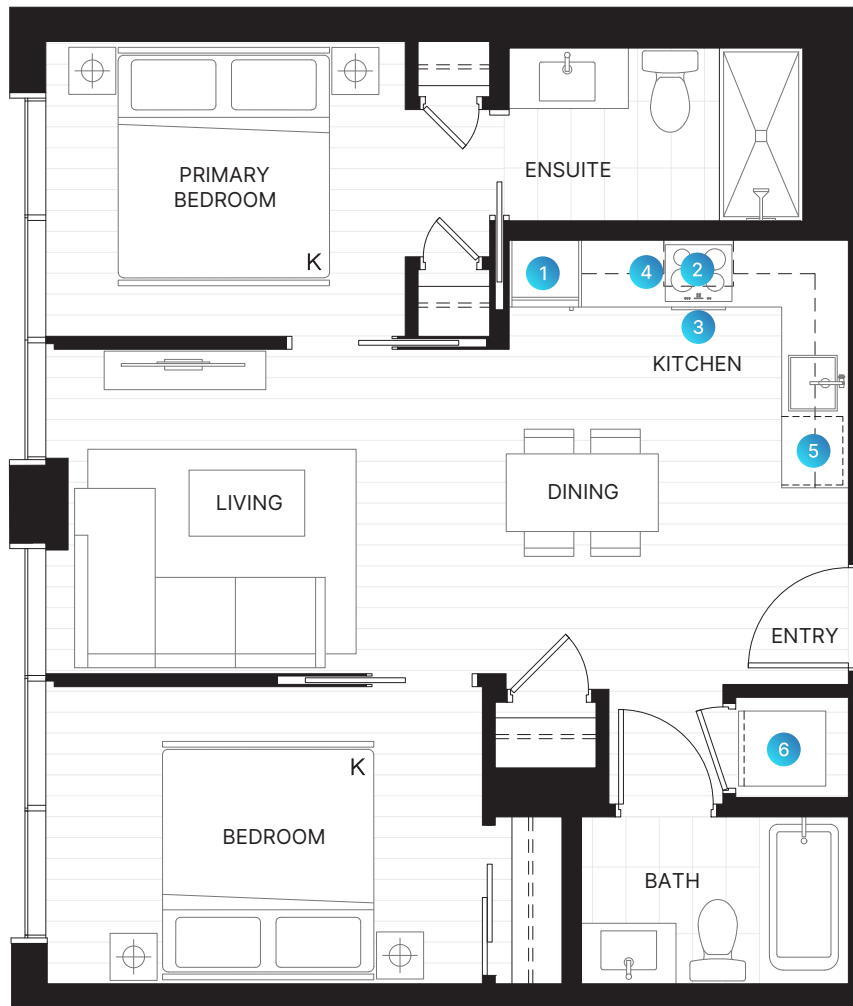 PRIMARY
BEDROOM
K
ENSUITE
1
4
2
3
KITCHEN
5
LIVING
DINING
ENTRY
6
K
BEDROOM
BATH